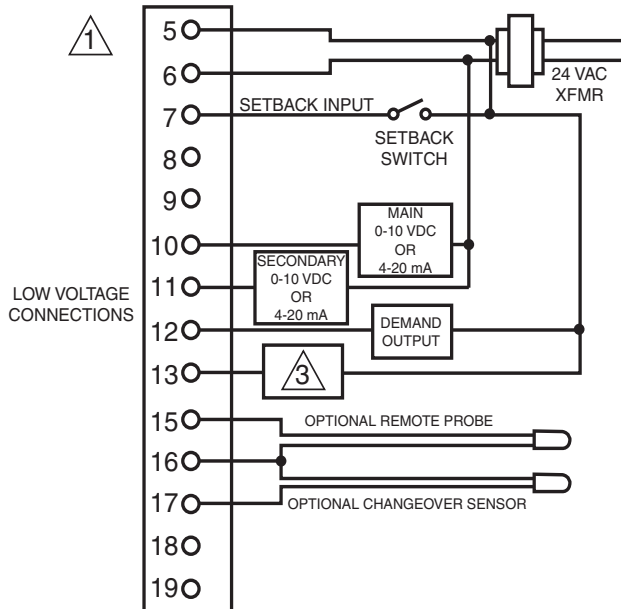 1
5
6
24 VAC
XFMR
7
SETBACK INPUT
SETBACK
SWITCH
8
9
MAIN
0-10 VDC
OR
4-20 mA
10
SECONDARY
0-10 VDC
OR
4-20 mA
11
LOW VOLTAGE
CONNECTIONS
12
DEMAND
OUTPUT
13
3
15
OPTIONAL REMOTE PROBE
16
17
OPTIONAL CHANGEOVER SENSOR
18
19